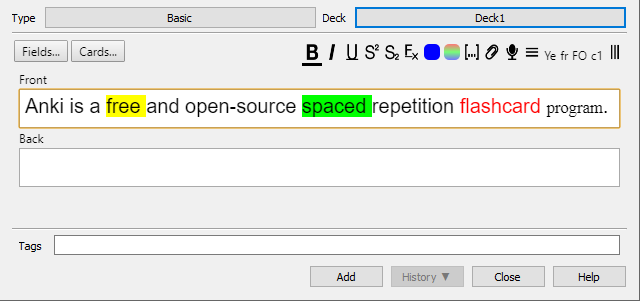 Type Basic Deck Deck1
Fields... Cards... B I U S² S₂ Eₓ [...] Ye fr FO c1
Front
Anki is a free and open-source spaced repetition flashcard program.
Back
Tags
Add History ▼ Close Help